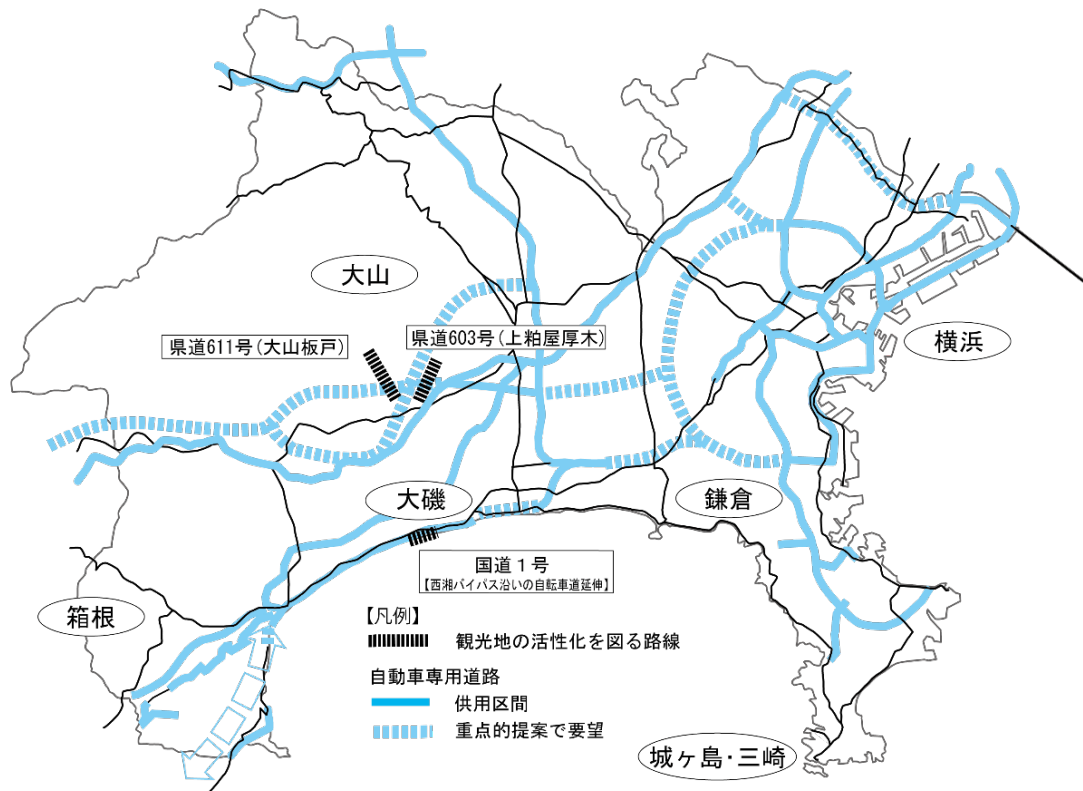 大山
県道611号(大山板戸)
県道603号(上粕屋厚木)
横浜
大磯
鎌倉
国道1号
【西湘バイパス沿いの自転車道延伸】
箱根
【凡例】
観光地の活性化を図る路線
自動車専用道路
供用区間
重点的提案で要望
城ヶ島・三崎